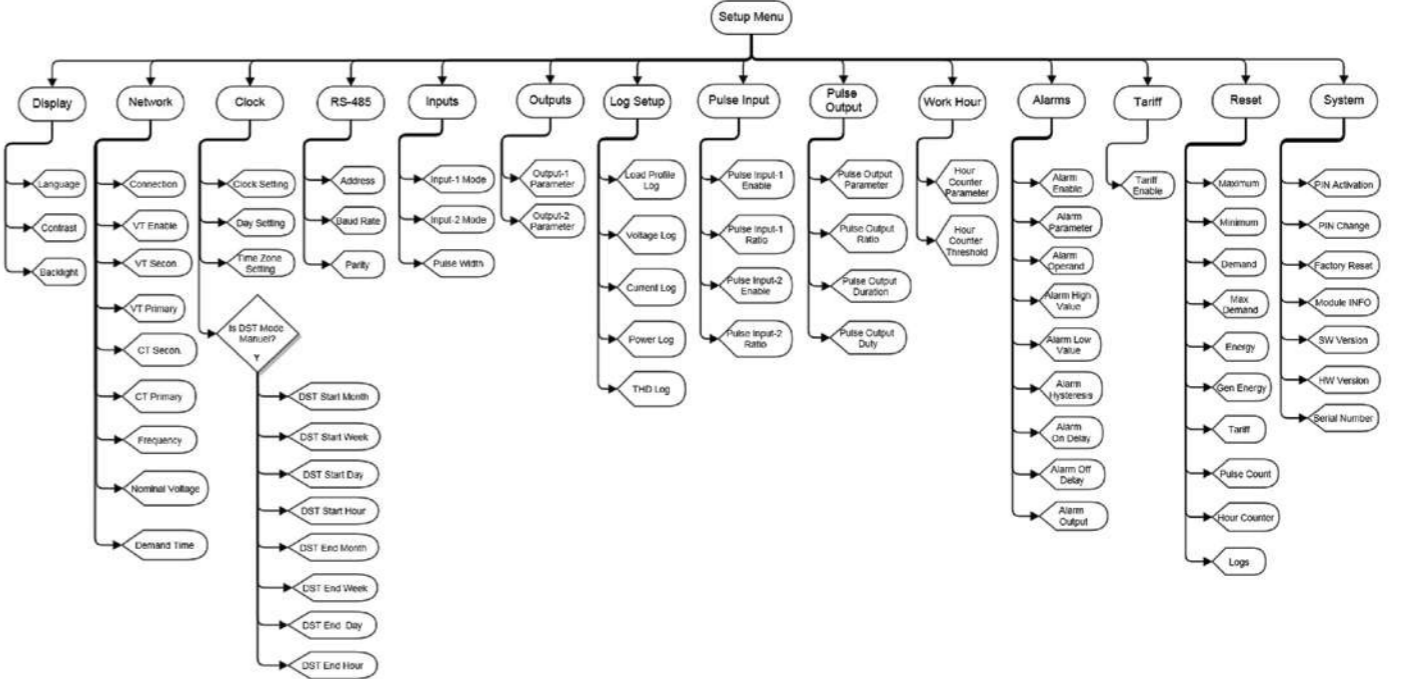 Setup Menu
Display
Network
Clock
RS-485
Inputs
Outputs
Log Setup
Pulse Input
Pulse
Output
Work Hour
Alarms
Tariff
Reset
System
Language
Contrast
Backlight
Connection
VT Enable
VT Secon.
VT Primary
CT Secon.
CT Primary
Frequency
Nominal Voltage
Demand Time
Clock Setting
Day Setting
Time Zone
Setting
Is DST Mode
Manuel?
Y
DST Start Month
DST Start Week
DST Start Day
DST Start Hour
DST End Month
DST End Week
DST End Day
DST End Hour
Address
Baud Rate
Parity
Input-1 Mode
Input-2 Mode
Pulse Width
Output-1
Parameter
Output-2
Parameter
Load Profile
Log
Voltage Log
Current Log
Power Log
THD Log
Pulse Input-1
Enable
Pulse Input-1
Ratio
Pulse Input-2
Enable
Pulse Input-2
Ratio
Pulse Output
Parameter
Pulse Output
Ratio
Pulse Output
Duration
Pulse Output
Duty
Hour
Counter
Parameter
Hour
Counter
Threshold
Alarm
Enable
Alarm
Parameter
Alarm
Operand
Alarm High
Value
Alarm Low
Value
Alarm
Hysteresis
Alarm
On Delay
Alarm Off
Delay
Alarm
Output
Tariff
Enable
Maximum
Minimum
Demand
Max
Demand
Energy
Gen Energy
Tariff
Pulse Count
Hour Counter
Logs
PIN Activation
PIN Change
Factory Reset
Module INFO
SW Version
HW Version
Serial Number